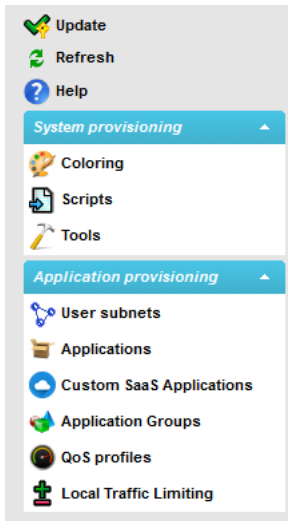 Update
Refresh
Help
System provisioning
Coloring
Scripts
Tools
Application provisioning
User subnets
Applications
Custom SaaS Applications
Application Groups
QoS profiles
Local Traffic Limiting